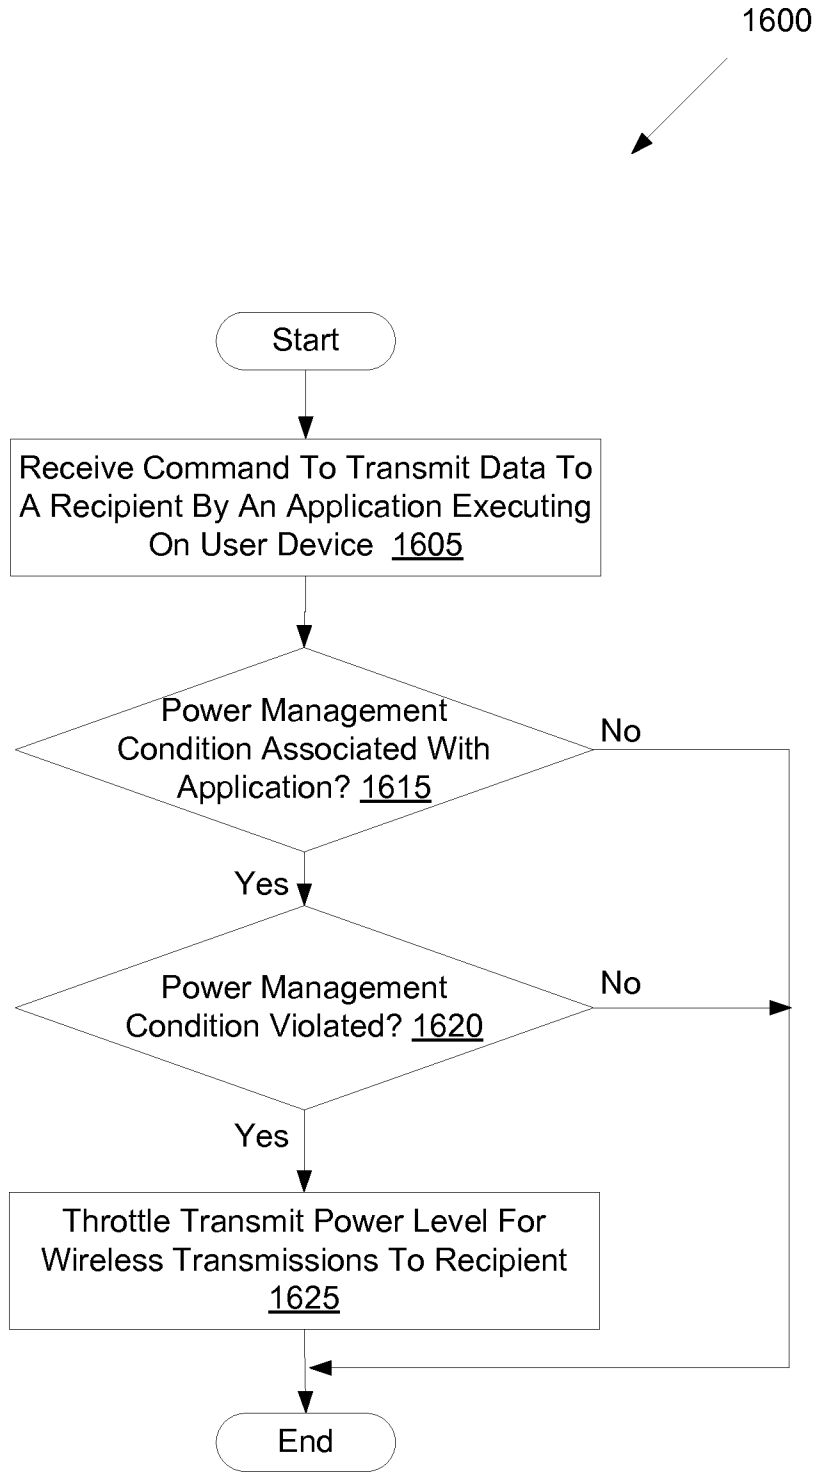 1600
Start
Receive Command To Transmit Data To
A Recipient By An Application Executing
On User Device 1605
Power Management
Condition Associated With
Application? 1615
No
Yes
Power Management
Condition Violated? 1620
No
Yes
Throttle Transmit Power Level For
Wireless Transmissions To Recipient
1625
End